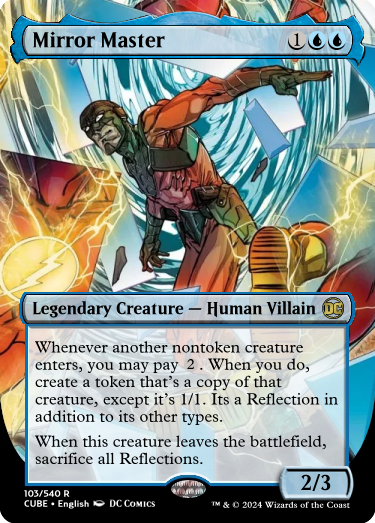 Mirror Master 1UU
Legendary Creature — Human Villain DC
Whenever another nontoken creature
enters, you may pay 2 . When you do,
create a token that's a copy of that
creature, except it's 1/1. Its a Reflection in
addition to its other types.
When this creature leaves the battlefield,
sacrifice all Reflections.
2/3
103/540 R
CUBE • English DC COMICS
™ & © 2024 Wizards of the Coast